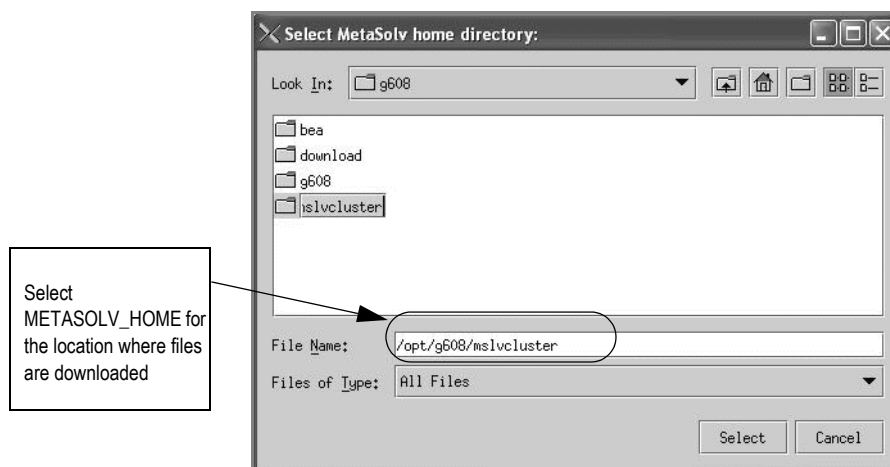 Select MetaSolv home directory:
Look In: g608
bea
download
g608
nslvcluster
Select
METASOLV_HOME for
the location where files
are downloaded
File Name: /opt/g608/mslvcluster
Files of Type: All Files
Select Cancel